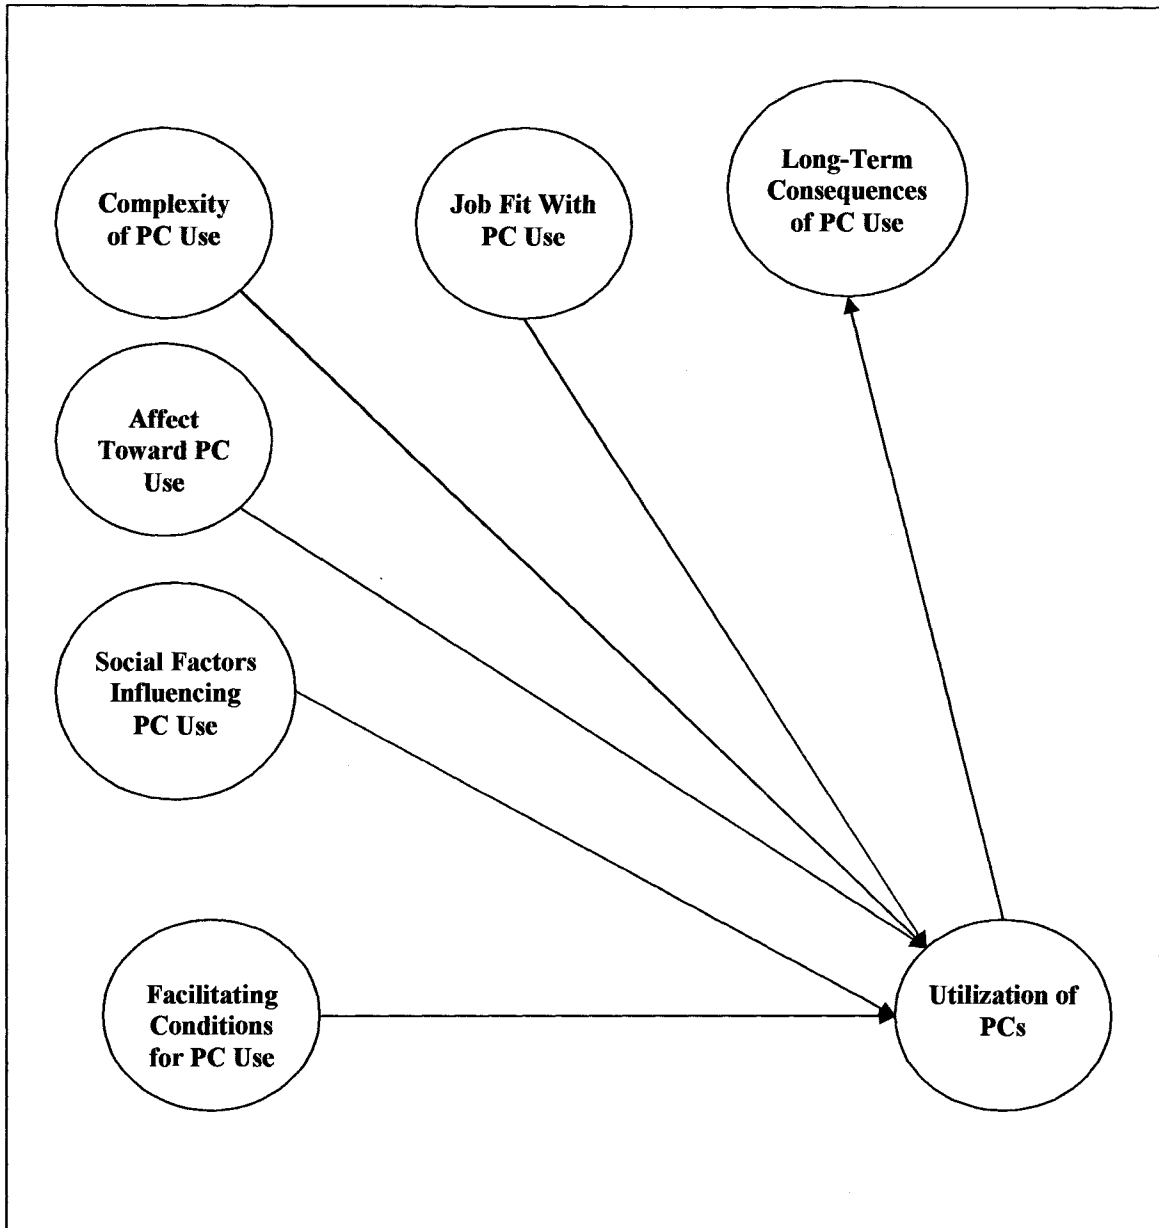 Complexity
of PC Use
Job Fit With
PC Use
Long-Term
Consequences
of PC Use
Affect
Toward PC
Use
Social Factors
Influencing
PC Use
Facilitating
Conditions
for PC Use
Utilization of
PCs